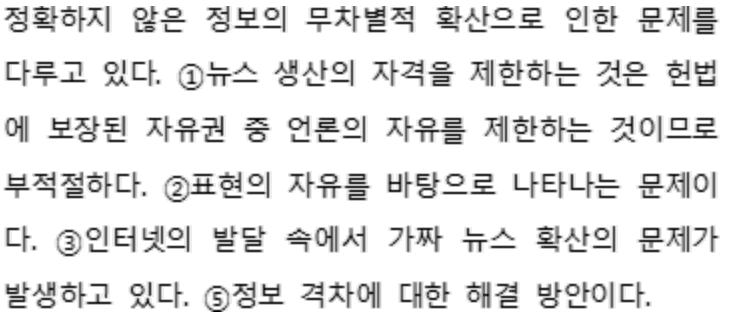 정확하지 않은 정보의 무차별적 확산으로 인한 문제를
다루고 있다. ①뉴스 생산의 자격을 제한하는 것은 헌법
에 보장된 자유권 중 언론의 자유를 제한하는 것이므로
부적절하다. ②표현의 자유를 바탕으로 나타나는 문제이
다. ③인터넷의 발달 속에서 가짜 뉴스 확산의 문제가
발생하고 있다. ⑤정보 격차에 대한 해결 방안이다.